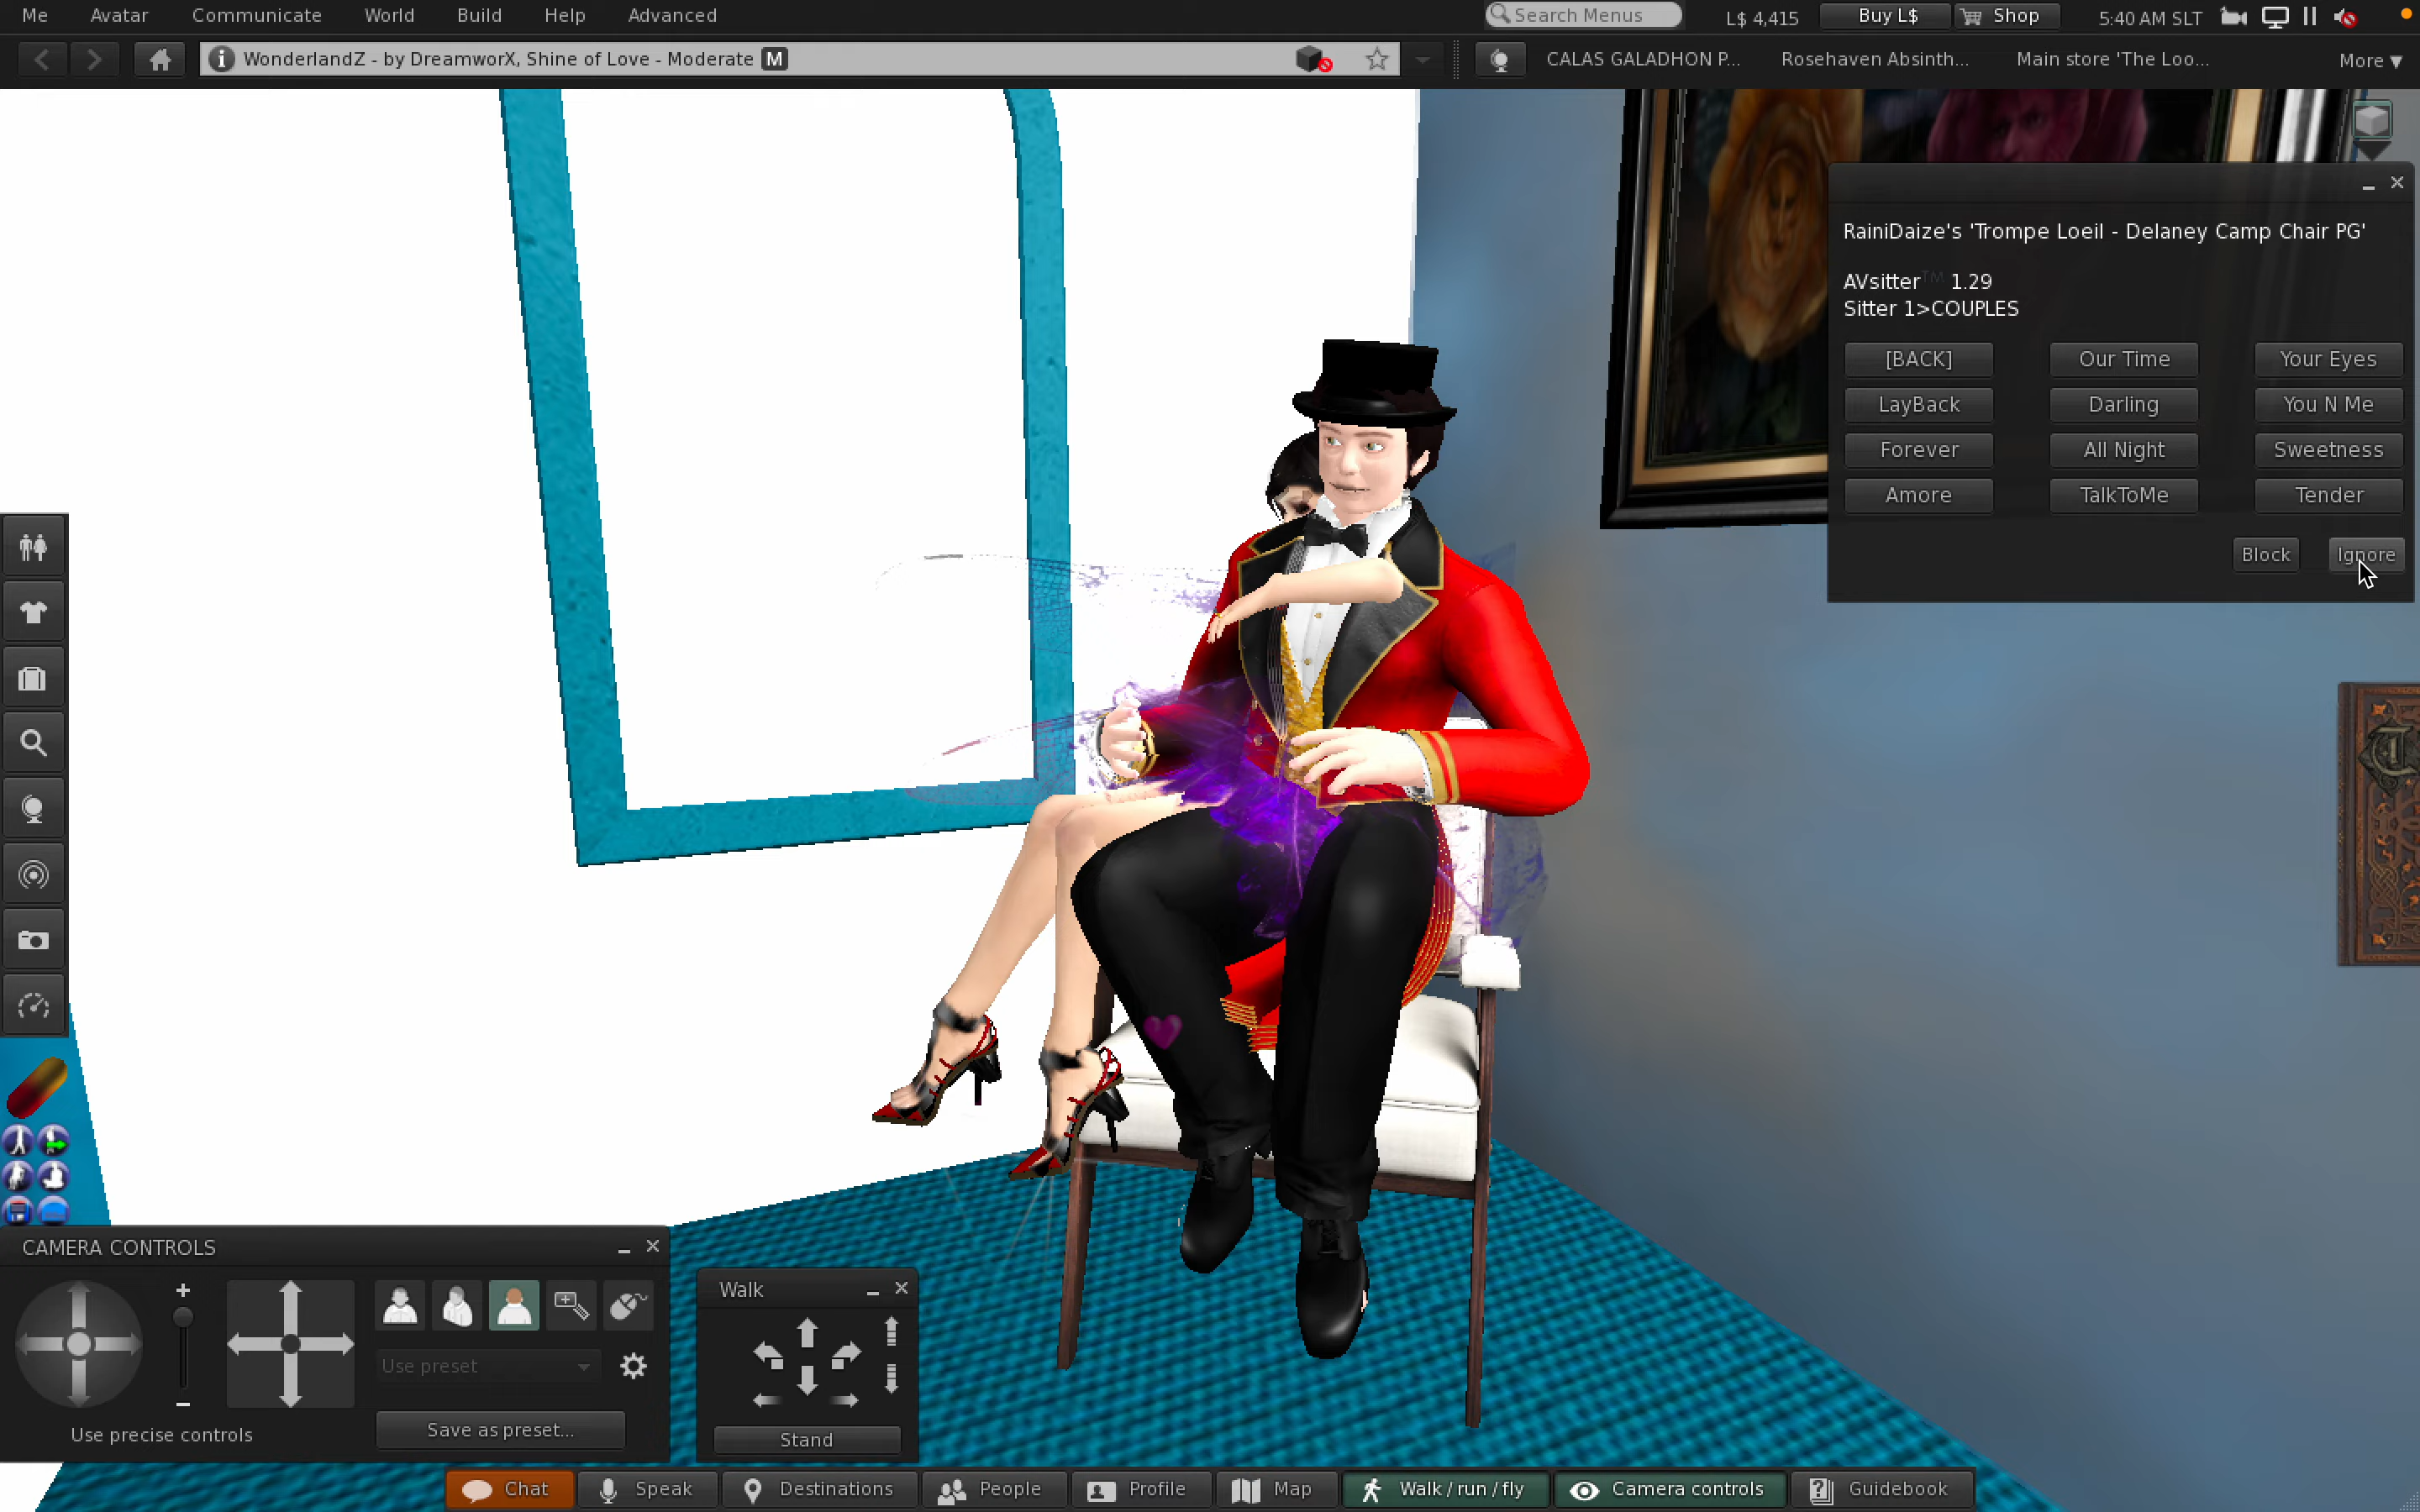 Me Avatar Communicate World Build Help Advanced Search Menus L$ 4,415 Buy L$ Shop 5:40 AM SLT
WonderlandZ - by DreamworX, Shine of Love - Moderate M CALAS GALADHON P... Rosehaven Absinth... Main store 'The Loo... More
RainiDaize's 'Trompe Loeil - Delaney Camp Chair PG'
AVsitter™ 1.29
Sitter 1>COUPLES
[BACK] Our Time Your Eyes
LayBack Darling You N Me
Forever All Night Sweetness
Amore TalkToMe Tender
Block Ignore
CAMERA CONTROLS
Use preset
Save as preset...
Use precise controls
Walk
Stand
Chat Speak Destinations People Profile Map Walk / run / fly Camera controls Guidebook